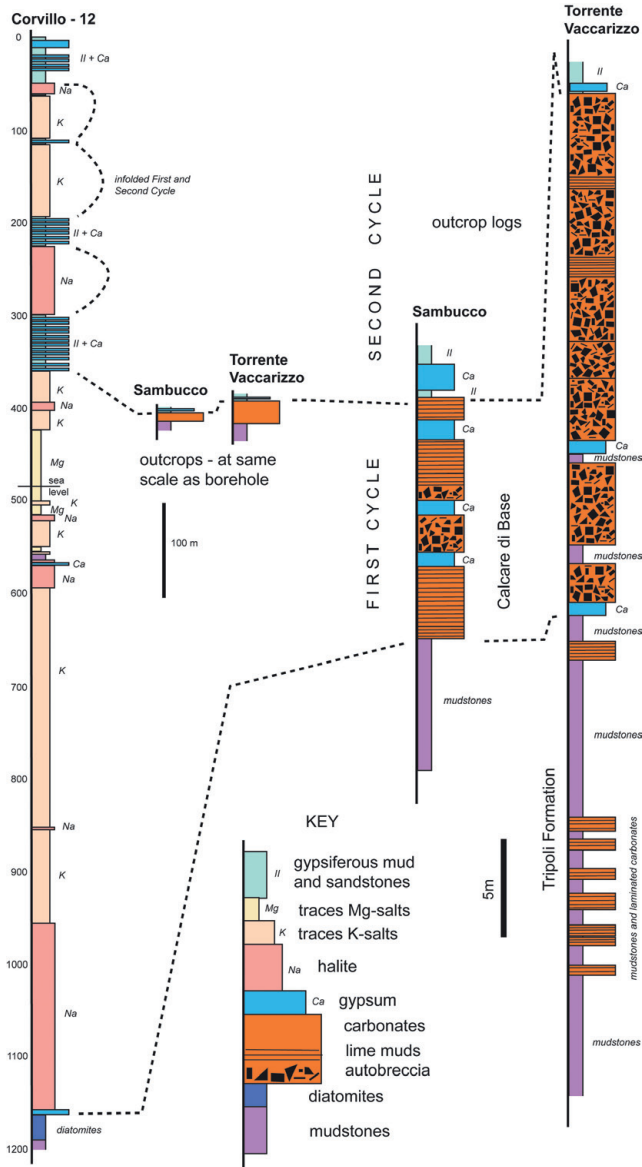 Corvillo - 12
0
II + Ca
Na
K
100
K
infolded First and
Second Cycle
200
II + Ca
Na
300
II + Ca
K
Na
400
K
Mg
sea
level
500
K
Mg
Na
K
Ca
Na
600
K
700
800
Na
K
900
Na
1000
1100
diatomites
1200
Sambucco
Torrente
Vaccarizzo
outcrops - at same
scale as borehole
100 m
SECOND CYCLE
FIRST CYCLE
outcrop logs
Sambucco
II
Ca
II
Ca
Ca
Ca
Calcare di Base
mudstones
Torrente
Vaccarizzo
II
Ca
Ca
mudstones
mudstones
Ca
mudstones
mudstones
Tripoli Formation
mudstones and laminated carbonates
mudstones
5m
KEY
II
gypsiferous mud
and sandstones
Mg
traces Mg-salts
K
traces K-salts
Na
halite
Ca
gypsum
carbonates
lime muds
autobreccia
diatomites
mudstones